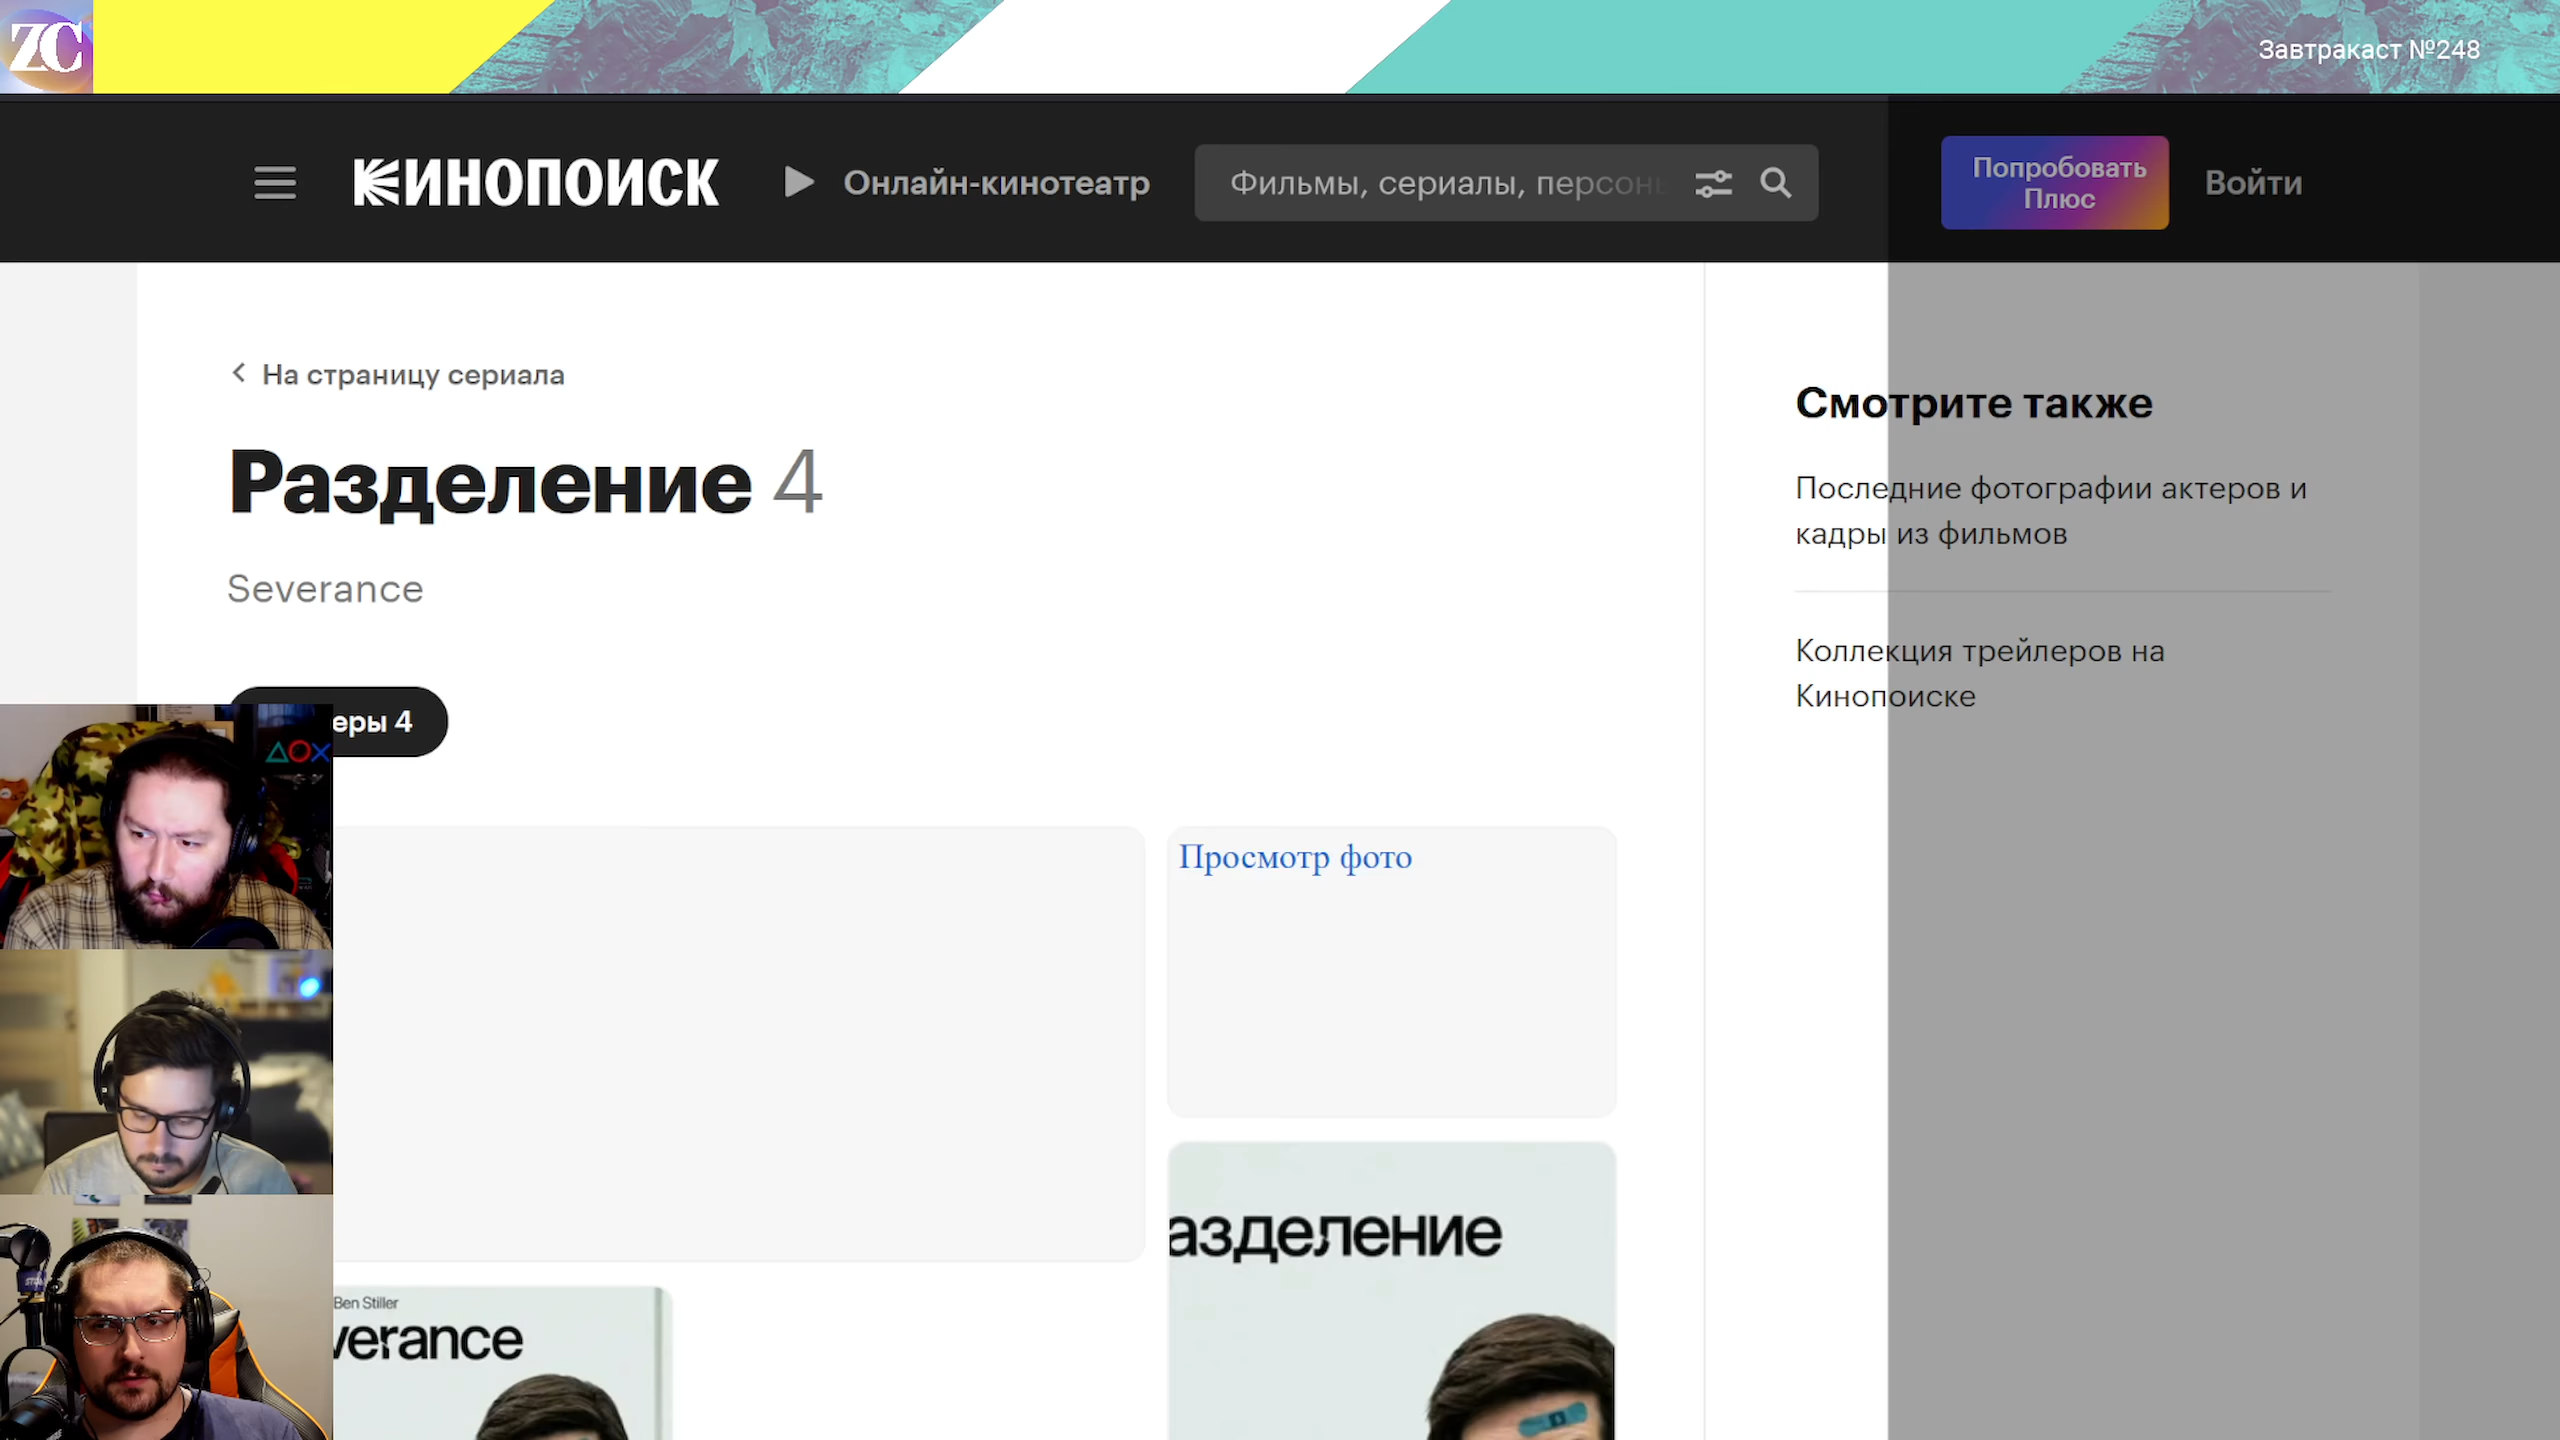 ZC
Завтракаст №248
КИНОПОИСК
Онлайн-кинотеатр
Фильмы, сериалы, персоны
Попробовать
Плюс
Войти
На страницу сериала
Разделение 4
Severance
еры 4
Смотрите также
Последние фотографии актеров и
кадры из фильмов
Коллекция трейлеров на
Кинопоиске
Просмотр фото
азделение
Ben Stiller
verance